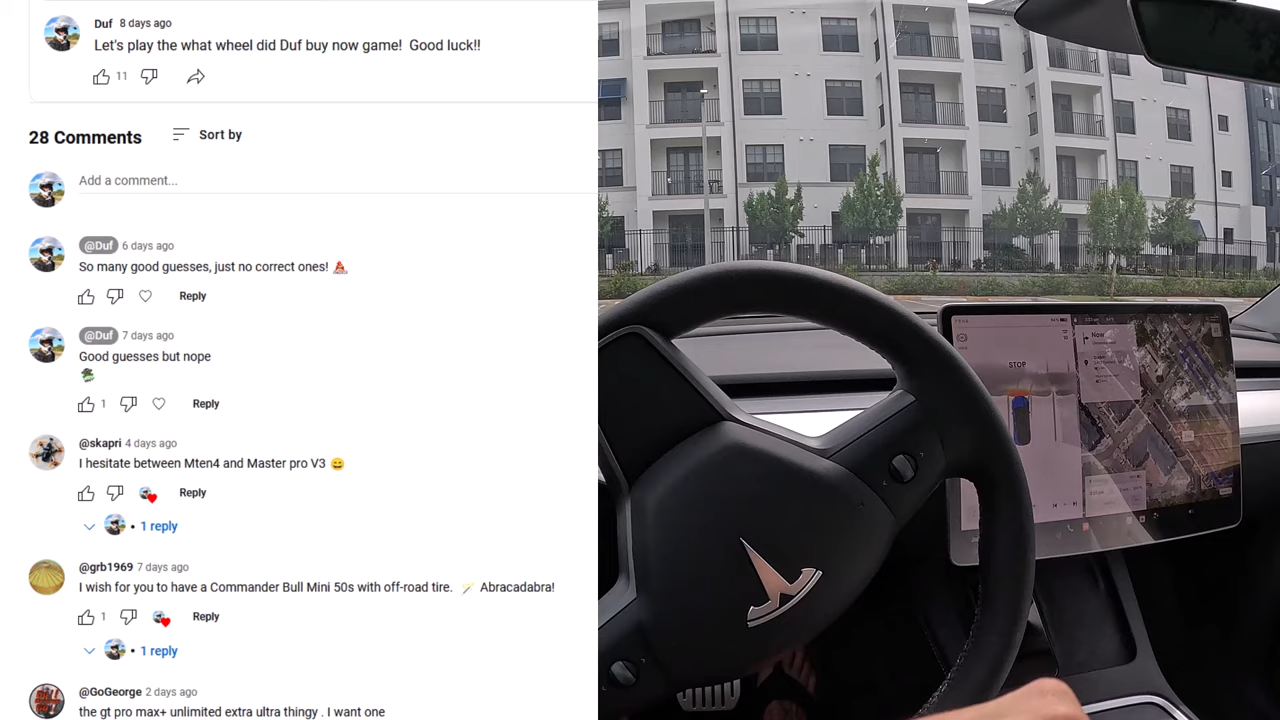 Duf 8 days ago
Let's play the what wheel did Duf buy now game! Good luck!!
11
28 Comments
Sort by
Add a comment...
@Duf 6 days ago
So many good guesses, just no correct ones!
Reply
@Duf 7 days ago
Good guesses but nope
1
Reply
@skapri 4 days ago
I hesitate between Mten4 and Master pro V3 😄
Reply
• 1 reply
@grb1969 7 days ago
I wish for you to have a Commander Bull Mini 50s with off-road tire. Abracadabra!
1
Reply
• 1 reply
@GoGeorge 2 days ago
the gt pro max+ unlimited extra ultra thingy . I want one
STOP
Now